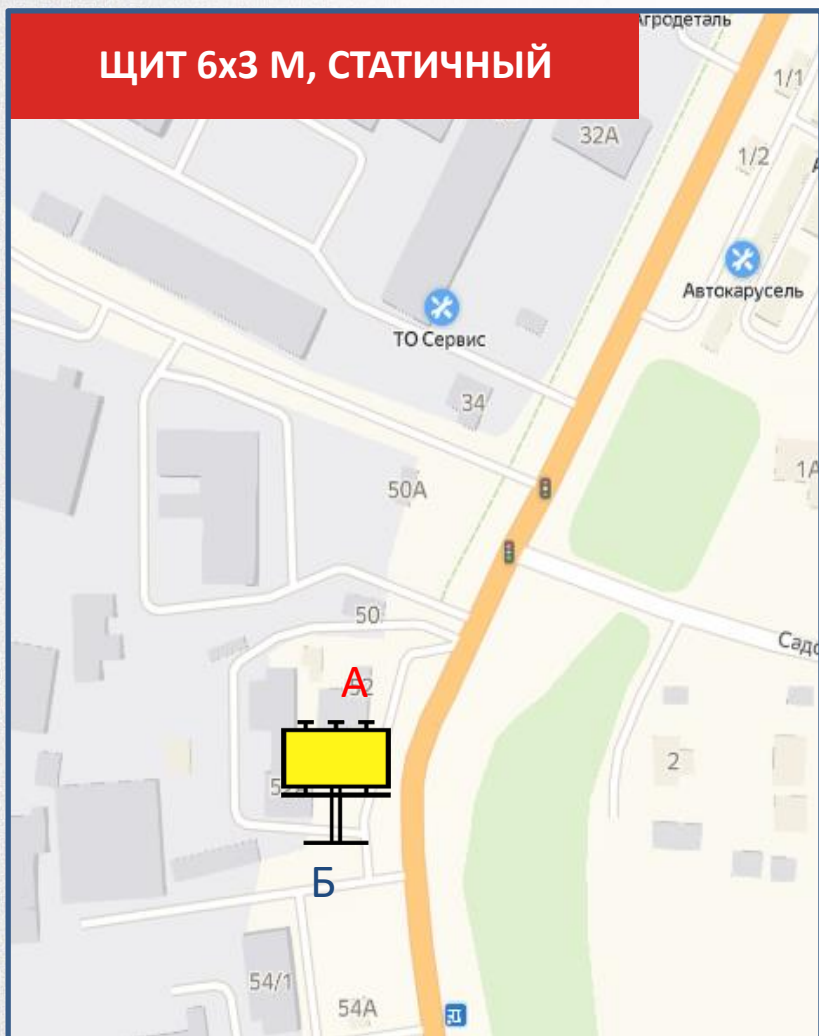 ЩИТ 6х3 М, СТАТИЧНЫЙ
Агродеталь
1/1
32А
1/2
Автокарусель
ТО Сервис
34
1А
50А
50
Садо
А
52
2
Б
54/1
54А